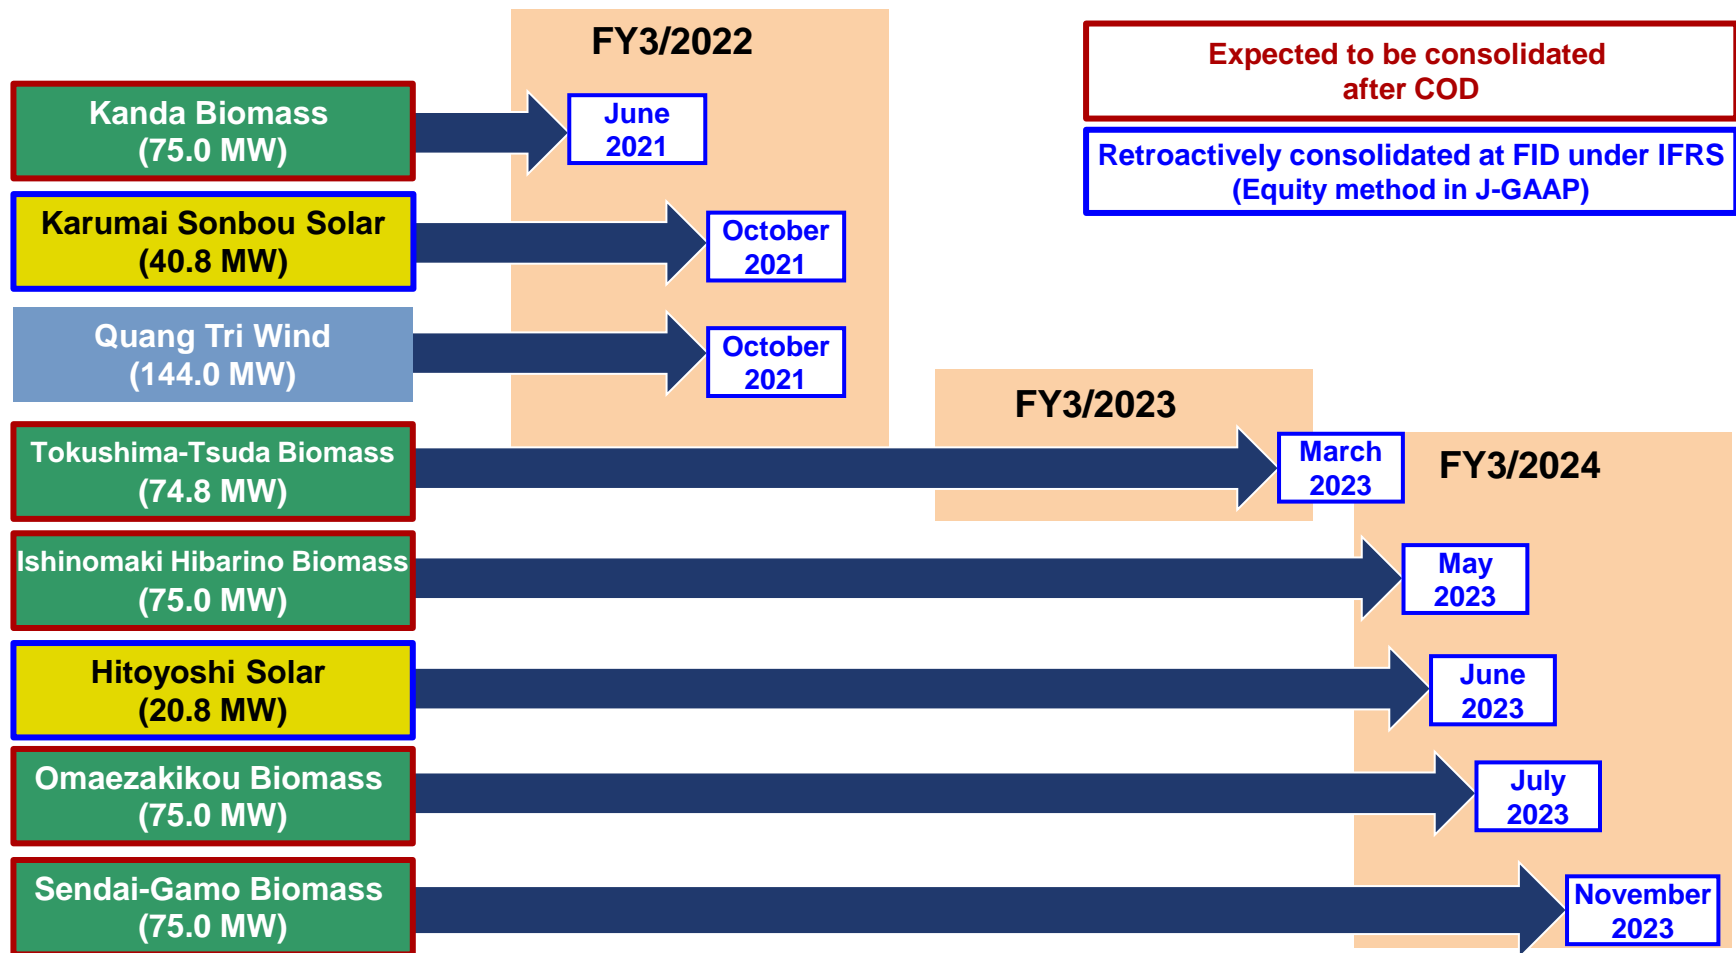 FY3/2022
Expected to be consolidated
after COD
Retroactively consolidated at FID under IFRS
(Equity method in J-GAAP)
Kanda Biomass
(75.0 MW)
June
2021
Karumai Sonbou Solar
(40.8 MW)
October
2021
Quang Tri Wind
(144.0 MW)
October
2021
FY3/2023
Tokushima-Tsuda Biomass
(74.8 MW)
March
2023
FY3/2024
Ishinomaki Hibarino Biomass
(75.0 MW)
May
2023
Hitoyoshi Solar
(20.8 MW)
June
2023
Omaezakikou Biomass
(75.0 MW)
July
2023
Sendai-Gamo Biomass
(75.0 MW)
November
2023